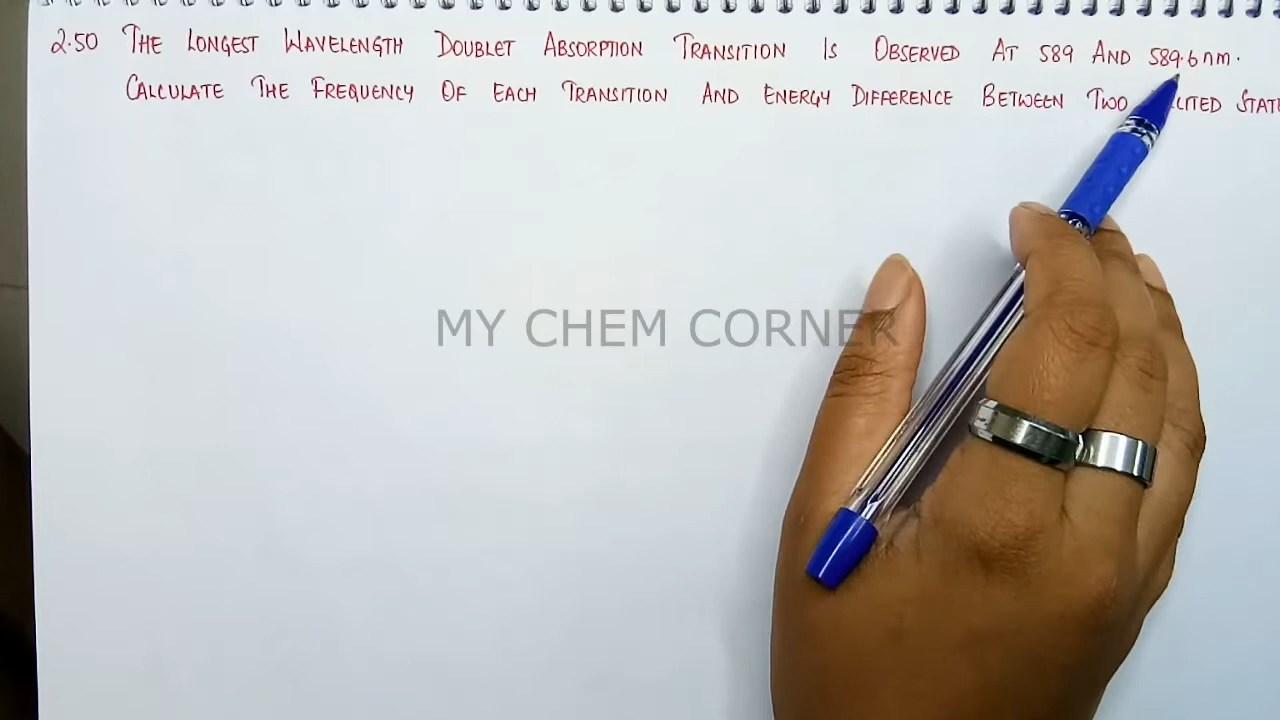 2.50 THE LONGEST WAVELENGTH DOUBLET ABSORPTION TRANSITION IS OBSERVED AT 589 AND 589.6nm.
CALCULATE THE FREQUENCY OF EACH TRANSITION AND ENERGY DIFFERENCE BETWEEN TWO
MY CHEM CORNER